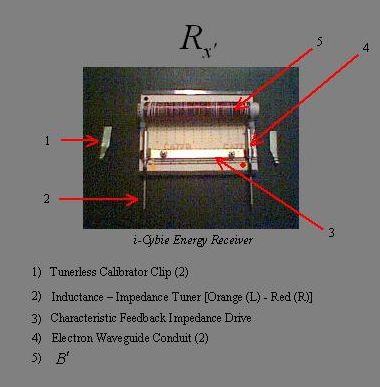 Rx'
5
4
1
2
3
i-Cybie Energy Receiver
1) Tunerless Calibrator Clip (2)
2) Inductance – Impedance Tuner [Orange (L) - Red (R)]
3) Characteristic Feedback Impedance Drive
4) Electron Waveguide Conduit (2)
5) B'